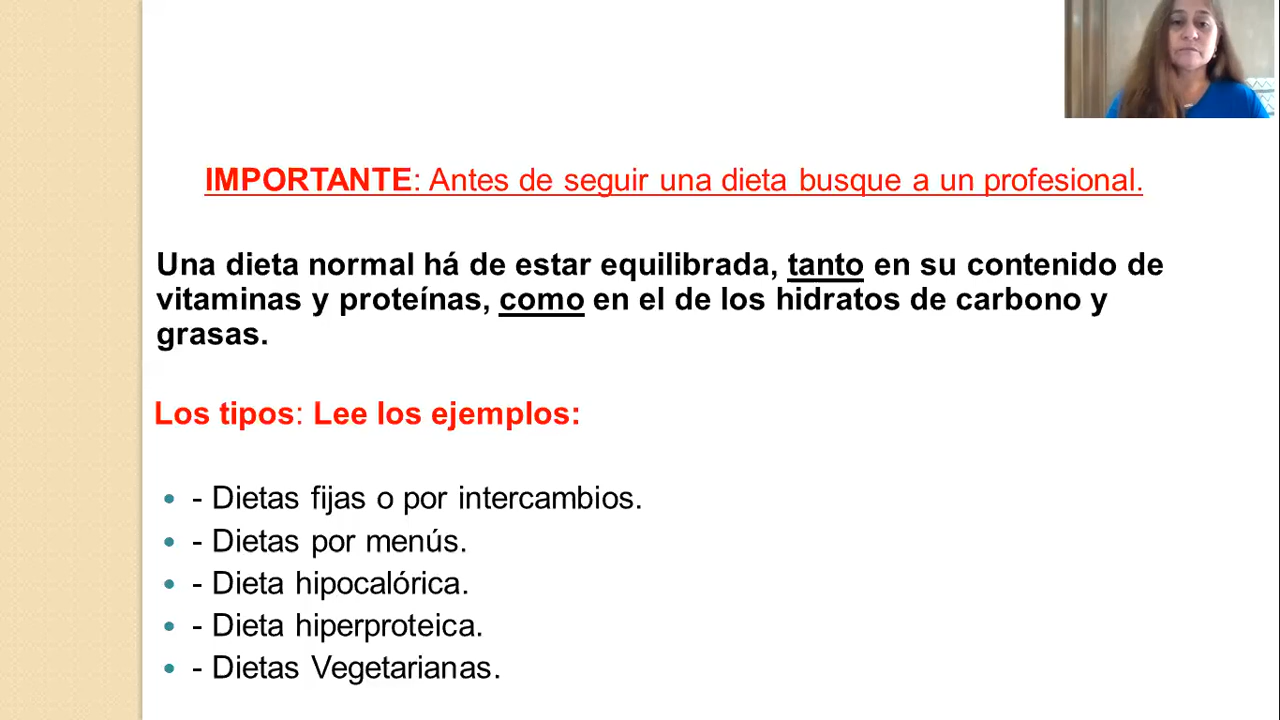 IMPORTANTE: Antes de seguir una dieta busque a un profesional.
Una dieta normal há de estar equilibrada, tanto en su contenido de
vitaminas y proteínas, como en el de los hidratos de carbono y
grasas.
Los tipos: Lee los ejemplos:
• - Dietas fijas o por intercambios.
• - Dietas por menús.
• - Dieta hipocalórica.
• - Dieta hiperproteica.
• - Dietas Vegetarianas.